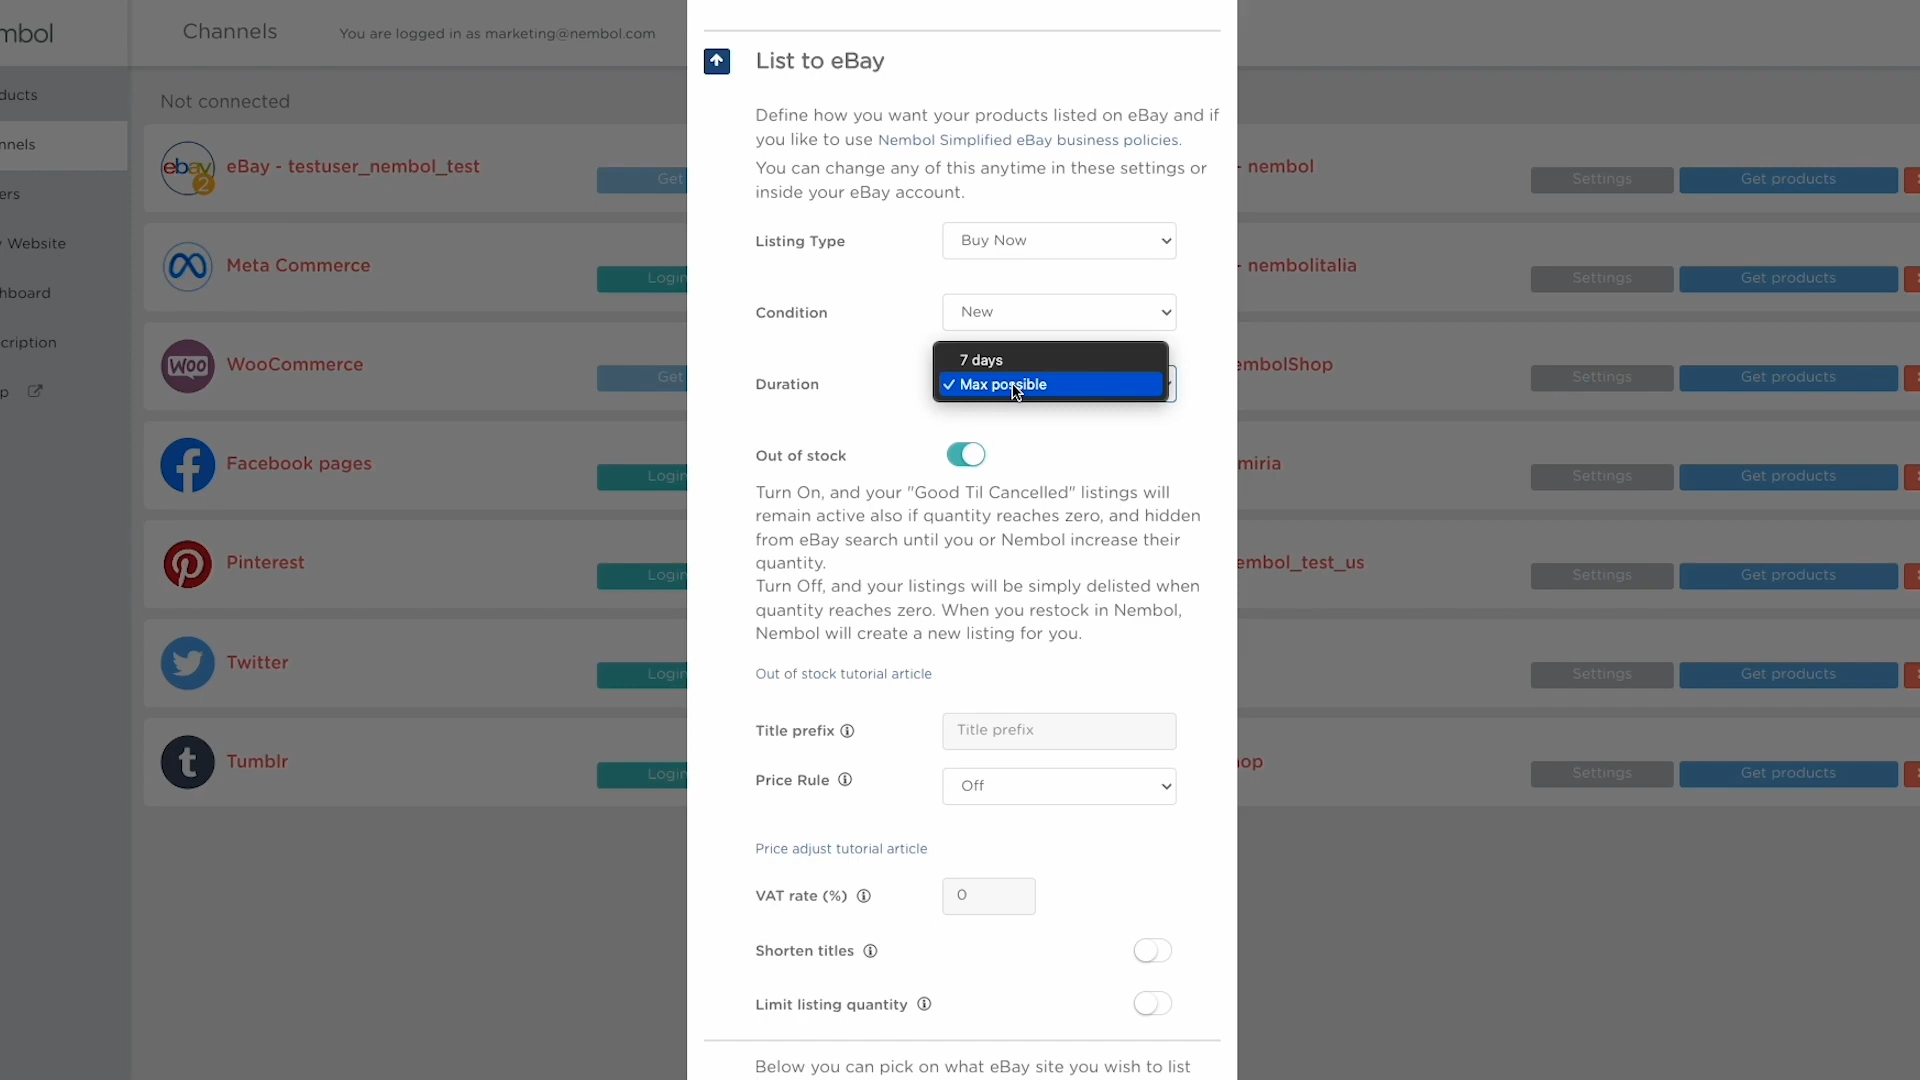 mbol
Channels
You are logged in as marketing@nembol.com
ducts
nnels
ers
y Website
hboard
cription
p
Not connected
ebay
2
eBay - testuser_nembol_test
Get
Meta Commerce
Login
WOO
WooCommerce
Get
Facebook pages
Login
Pinterest
Login
Twitter
Login
Tumblr
Login
List to eBay
Define how you want your products listed on eBay and if
you like to use Nembol Simplified eBay business policies.
You can change any of this anytime in these settings or
inside your eBay account.
Listing Type
Buy Now
Condition
New
Duration
7 days
✓ Max possible
Out of stock
Turn On, and your "Good Til Cancelled" listings will
remain active also if quantity reaches zero, and hidden
from eBay search until you or Nembol increase their
quantity.
Turn Off, and your listings will be simply delisted when
quantity reaches zero. When you restock in Nembol,
Nembol will create a new listing for you.
Out of stock tutorial article
Title prefix
Title prefix
Price Rule
Off
Price adjust tutorial article
VAT rate (%)
0
Shorten titles
Limit listing quantity
Below you can pick on what eBay site you wish to list
- nembol
Settings
Get products
- nembolitalia
Settings
Get products
embolShop
Settings
Get products
miria
Settings
Get products
embol_test_us
Settings
Get products
Settings
Get products
hop
Settings
Get products